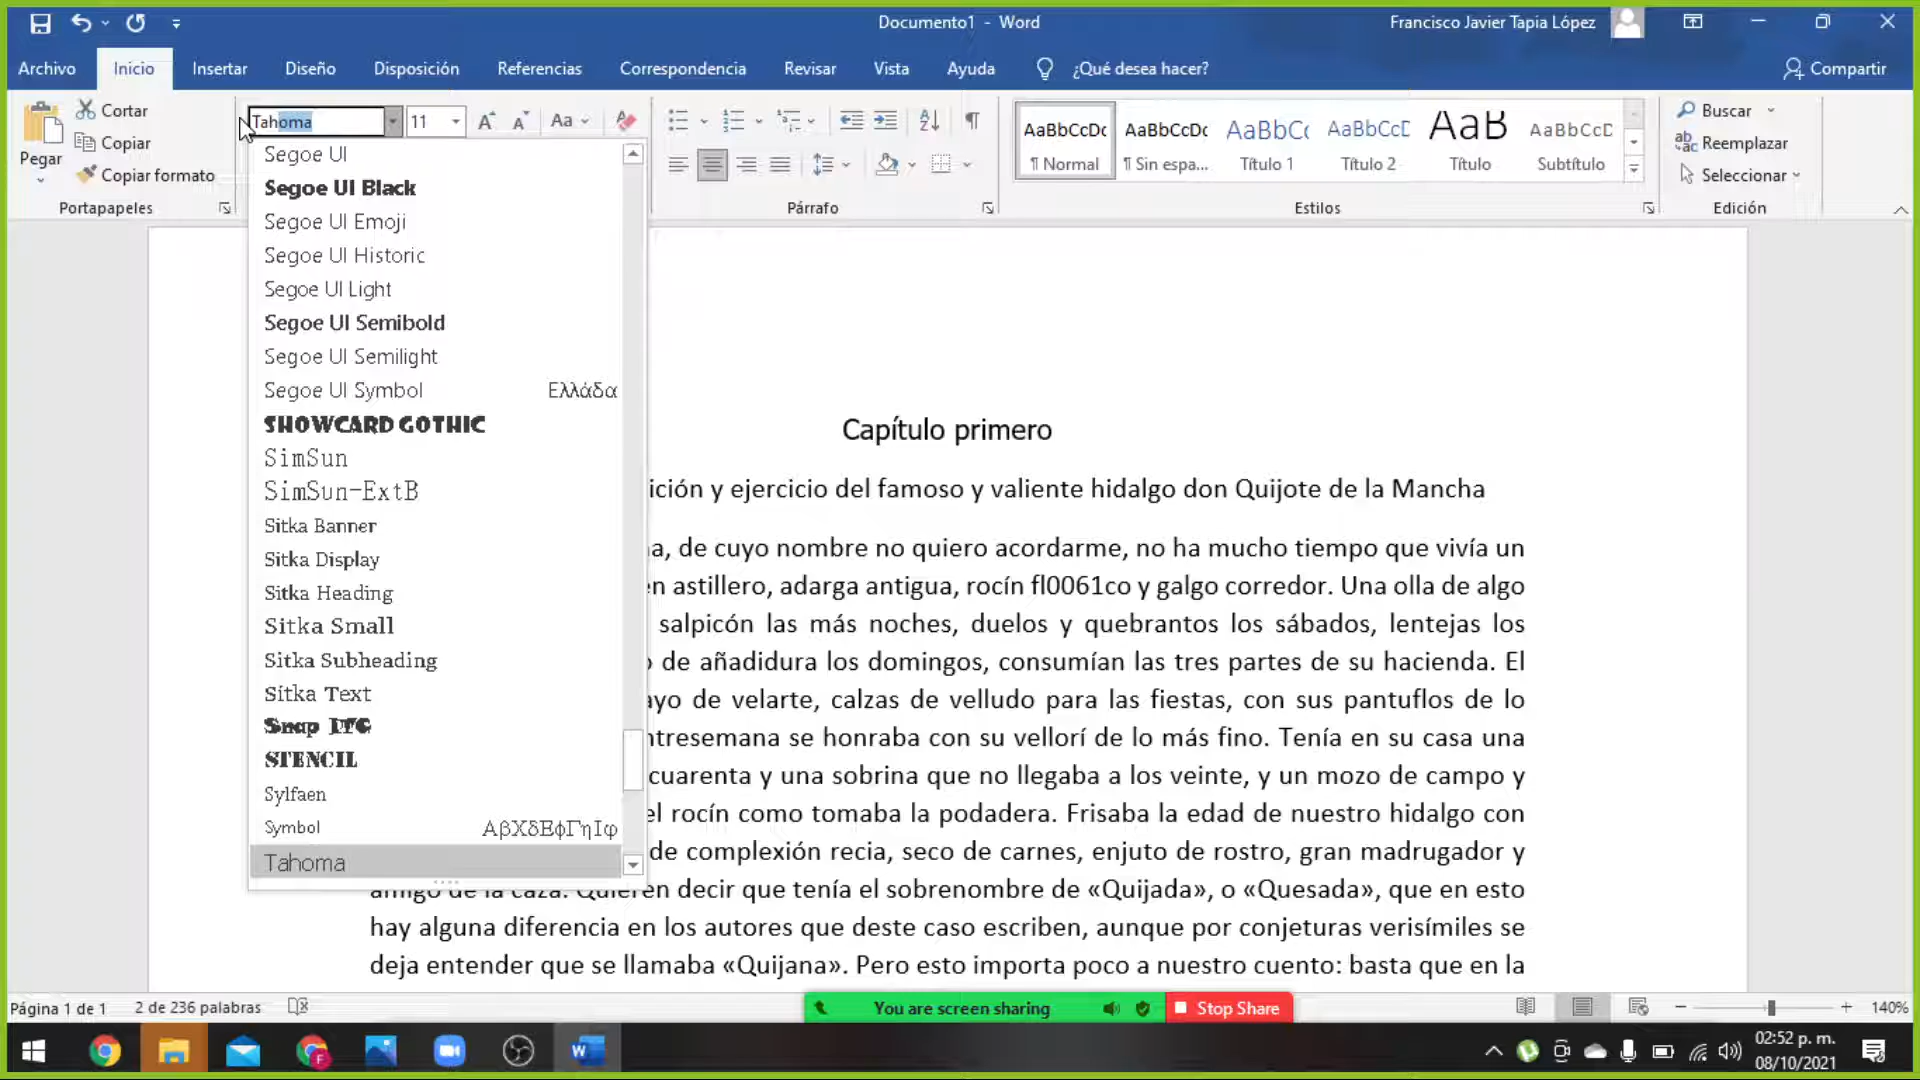 Documento1 - Word
Francisco Javier Tapia López
Archivo Inicio Insertar Diseño Disposición Referencias Correspondencia Revisar Vista Ayuda ¿Qué desea hacer? Compartir
Pegar
Cortar
Copiar
Copiar formato
Portapapeles
Tahoma 11 Aa
Párrafo
AaBbCcDc AaBbCcDc AaBbCc AaBbCcD AaB AaBbCcD
¶ Normal ¶ Sin espa... Título 1 Título 2 Título Subtítulo
Estilos
Buscar
Reemplazar
Seleccionar
Edición
Segoe UI
Segoe UI Black
Segoe UI Emoji
Segoe UI Historic
Segoe UI Light
Segoe UI Semibold
Segoe UI Semilight
Segoe UI Symbol Ελλάδα
SHOWCARD GOTHIC
SimSun
SimSun-ExtB
Sitka Banner
Sitka Display
Sitka Heading
Sitka Small
Sitka Subheading
Sitka Text
Snap ITC
STENCIL
Sylfaen
Symbol ΑβΧδΕφΓηΙφ
Tahoma
Capítulo primero
ición y ejercicio del famoso y valiente hidalgo don Quijote de la Mancha
a, de cuyo nombre no quiero acordarme, no ha mucho tiempo que vivía un
n astillero, adarga antigua, rocín fl0061co y galgo corredor. Una olla de algo
salpicón las más noches, duelos y quebrantos los sábados, lentejas los
o de añadidura los domingos, consumían las tres partes de su hacienda. El
ayo de velarte, calzas de velludo para las fiestas, con sus pantuflos de lo
ntresemana se honraba con su vellorí de lo más fino. Tenía en su casa una
cuarenta y una sobrina que no llegaba a los veinte, y un mozo de campo y
el rocín como tomaba la podadera. Frisaba la edad de nuestro hidalgo con
de complexión recia, seco de carnes, enjuto de rostro, gran madrugador y
amigo de la caza. Quieren decir que tenía el sobrenombre de «Quijada», o «Quesada», que en esto
hay alguna diferencia en los autores que deste caso escriben, aunque por conjeturas verisímiles se
deja entender que se llamaba «Quijana». Pero esto importa poco a nuestro cuento: basta que en la
Página 1 de 1 2 de 236 palabras
You are screen sharing
Stop Share
140%
02:52 p. m.
08/10/2021